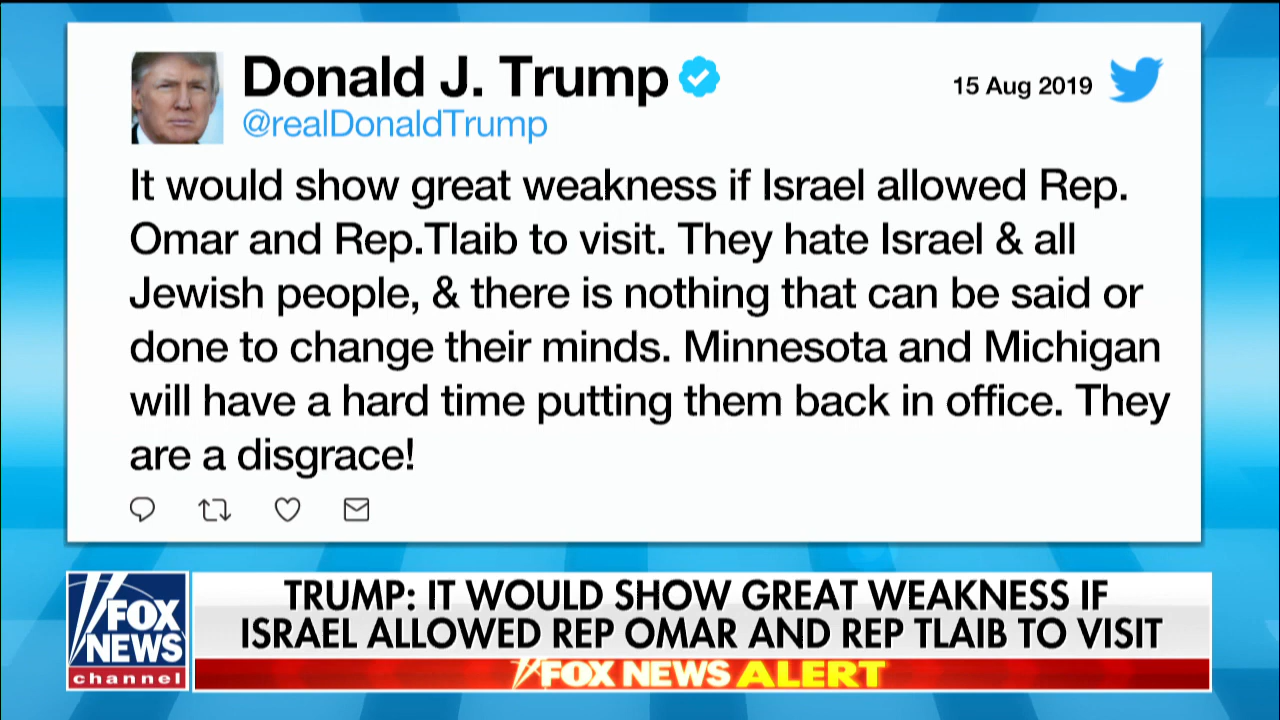 Donald J. Trump
@realDonaldTrump
15 Aug 2019
It would show great weakness if Israel allowed Rep.
Omar and Rep.Tlaib to visit. They hate Israel & all
Jewish people, & there is nothing that can be said or
done to change their minds. Minnesota and Michigan
will have a hard time putting them back in office. They
are a disgrace!
FOX
NEWS
channel
TRUMP: IT WOULD SHOW GREAT WEAKNESS IF
ISRAEL ALLOWED REP OMAR AND REP TLAIB TO VISIT
FOX NEWS ALERT